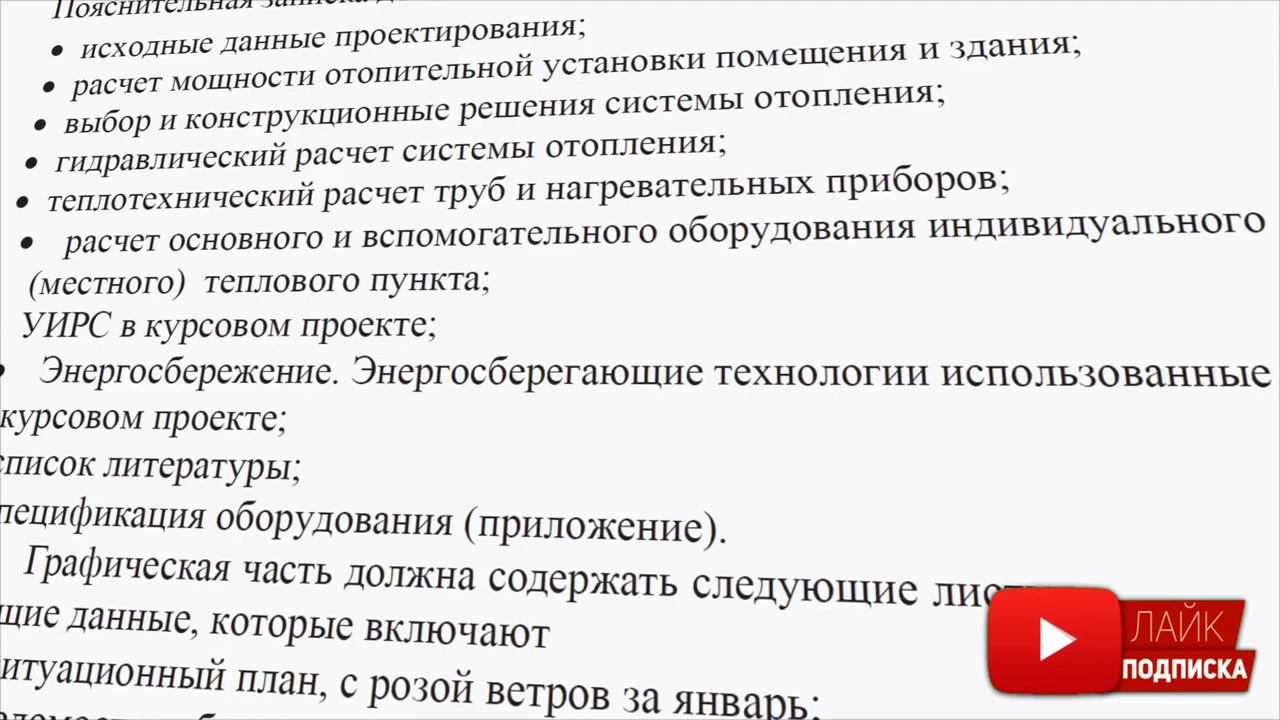 Пояснительная записка
• исходные данные проектирования;
• расчет мощности отопительной установки помещения и здания;
• выбор и конструкционные решения системы отопления;
• гидравлический расчет системы отопления;
• теплотехнический расчет труб и нагревательных приборов;
• расчет основного и вспомогательного оборудования индивидуального
(местного) теплового пункта;
УИРС в курсовом проекте;
• Энергосбережение. Энергосберегающие технологии использованные
курсовом проекте;
список литературы;
пецификация оборудования (приложение).
Графическая часть должна содержать следующие
щие данные, которые включают
итуационный план, с розой ветров за январь;
ЛАЙК
ПОДПИСКА